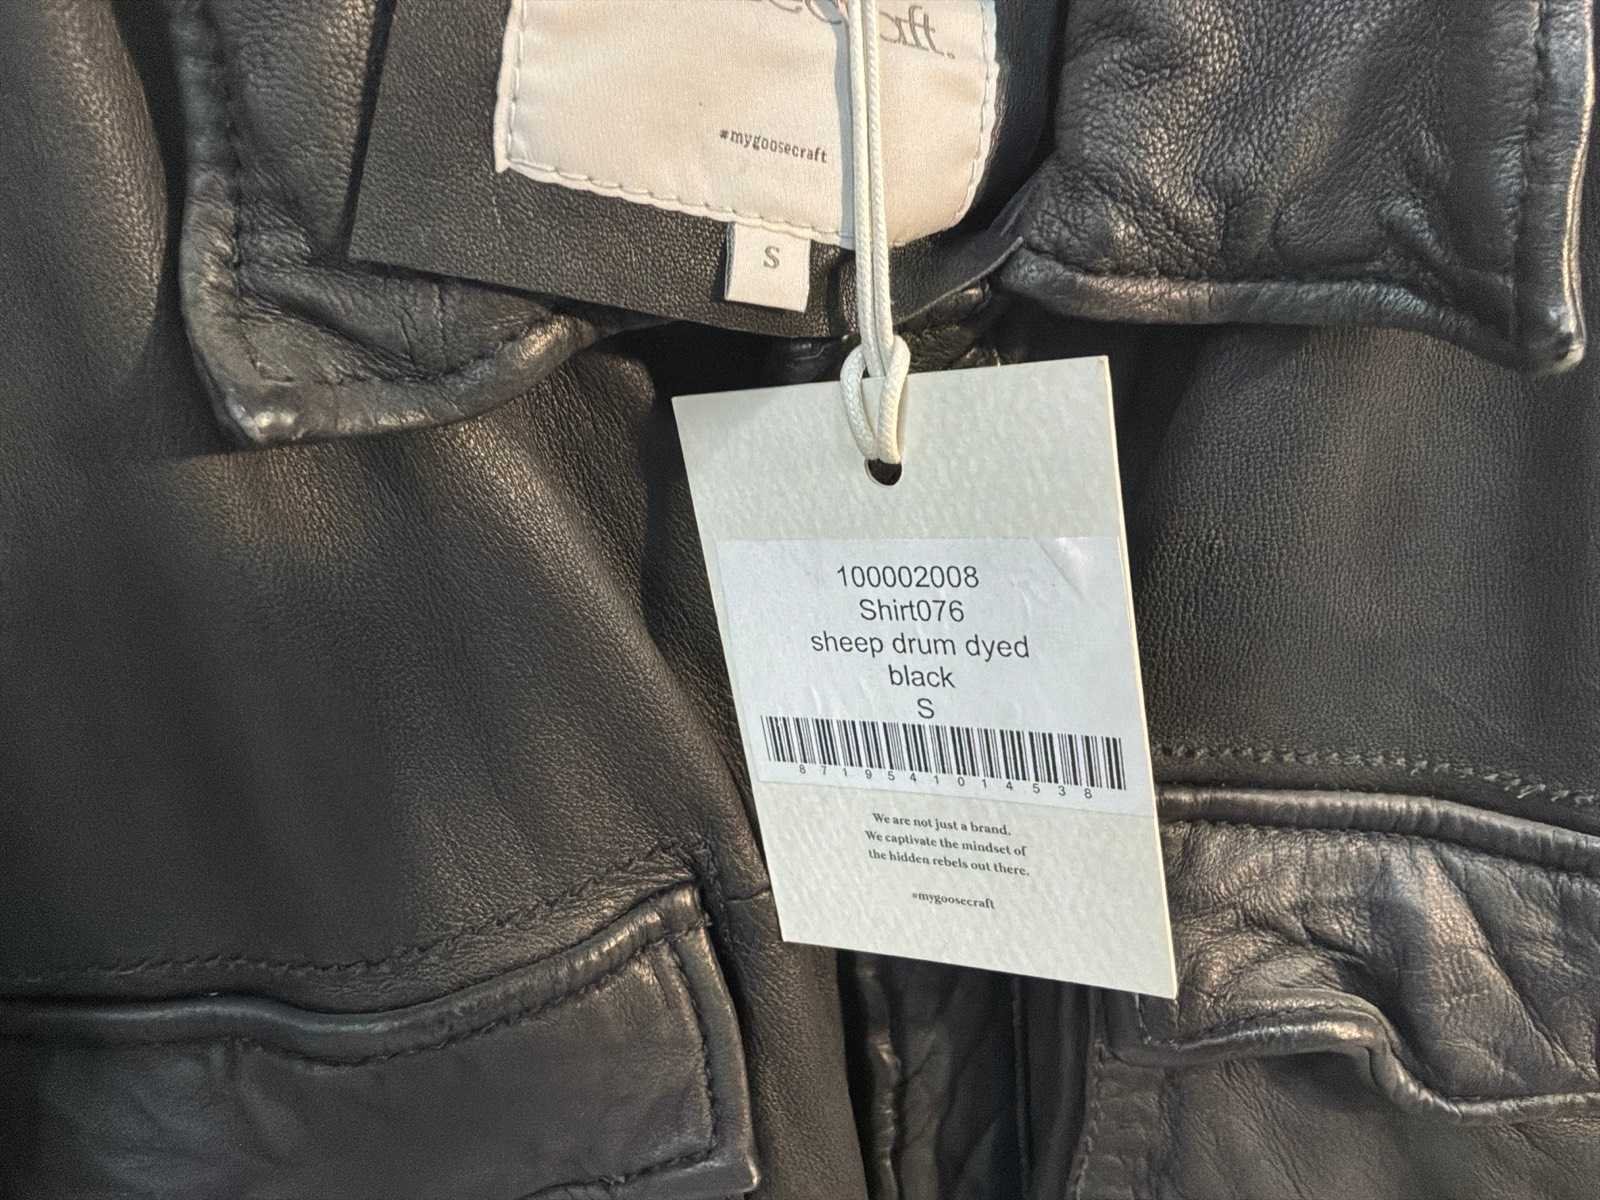 #mygoosecraft
S
100002008
Shirt076
sheep drum dyed
black
S
8719541014538
We are not just a brand.
We captivate the mindset of
the hidden rebels out there.
#mygoosecraft